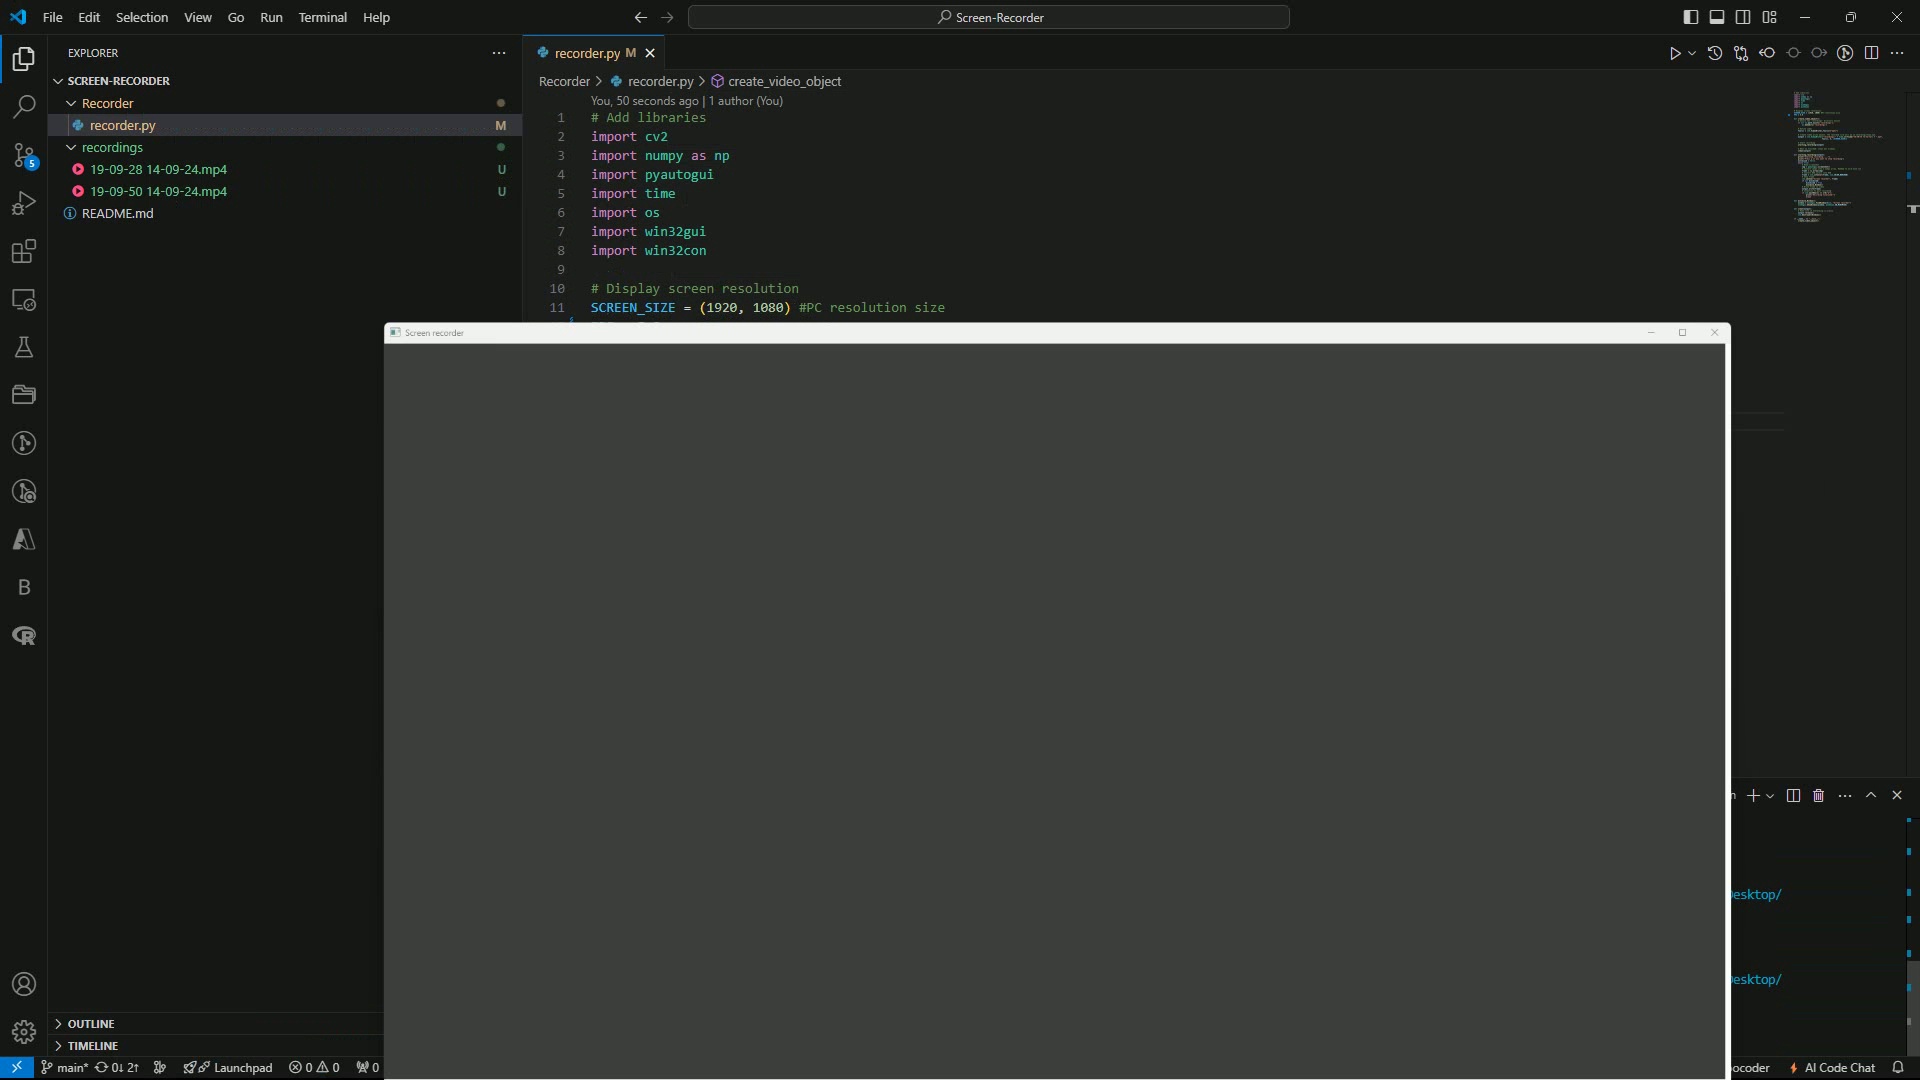 File Edit Selection View Go Run Terminal Help
Screen-Recorder
EXPLORER
SCREEN-RECORDER
Recorder
recorder.py M
recordings
19-09-28 14-09-24.mp4 U
19-09-50 14-09-24.mp4 U
README.md
recorder.py M
Recorder > recorder.py > create_video_object
You, 50 seconds ago | 1 author (You)
1 # Add libraries
2 import cv2
3 import numpy as np
4 import pyautogui
5 import time
6 import os
7 import win32gui
8 import win32con
9
10 # Display screen resolution
11 SCREEN_SIZE = (1920, 1080) #PC resolution size
Screen recorder
5
B
R
esktop/
esktop/
OUTLINE
TIMELINE
main* 0↓ 2↑ Launchpad 0 0 0
ocoder AI Code Chat